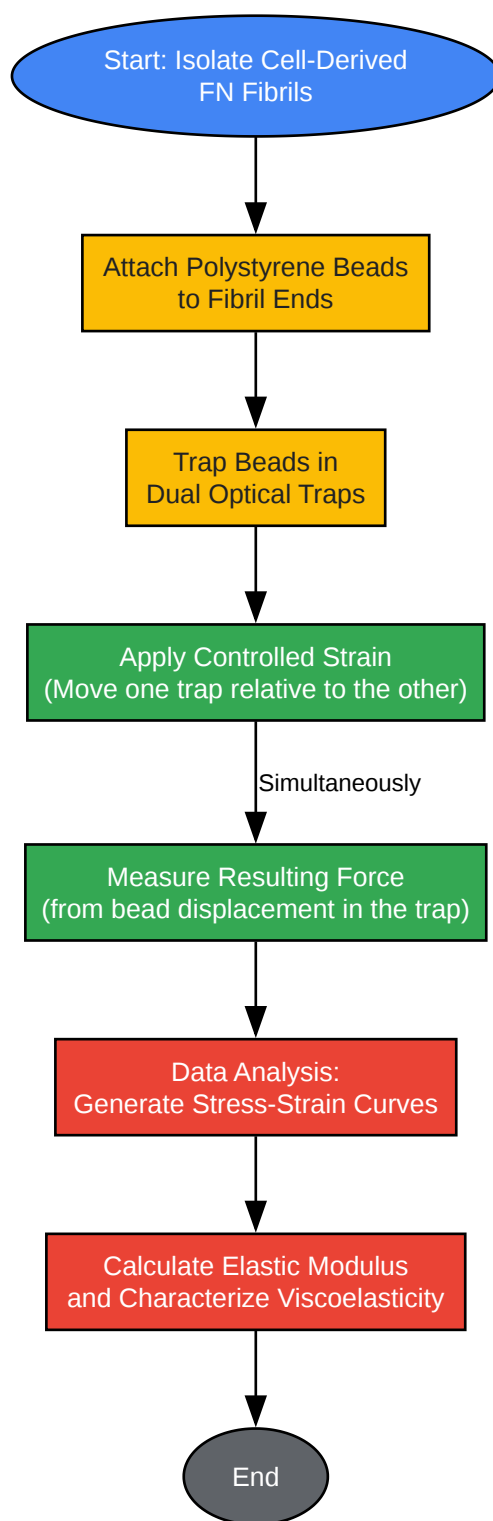 Start: Isolate Cell-Derived
FN Fibrils
Attach Polystyrene Beads
to Fibril Ends
Trap Beads in
Dual Optical Traps
Apply Controlled Strain
(Move one trap relative to the other)
Simultaneously
Measure Resulting Force
(from bead displacement in the trap)
Data Analysis:
Generate Stress-Strain Curves
Calculate Elastic Modulus
and Characterize Viscoelasticity
End